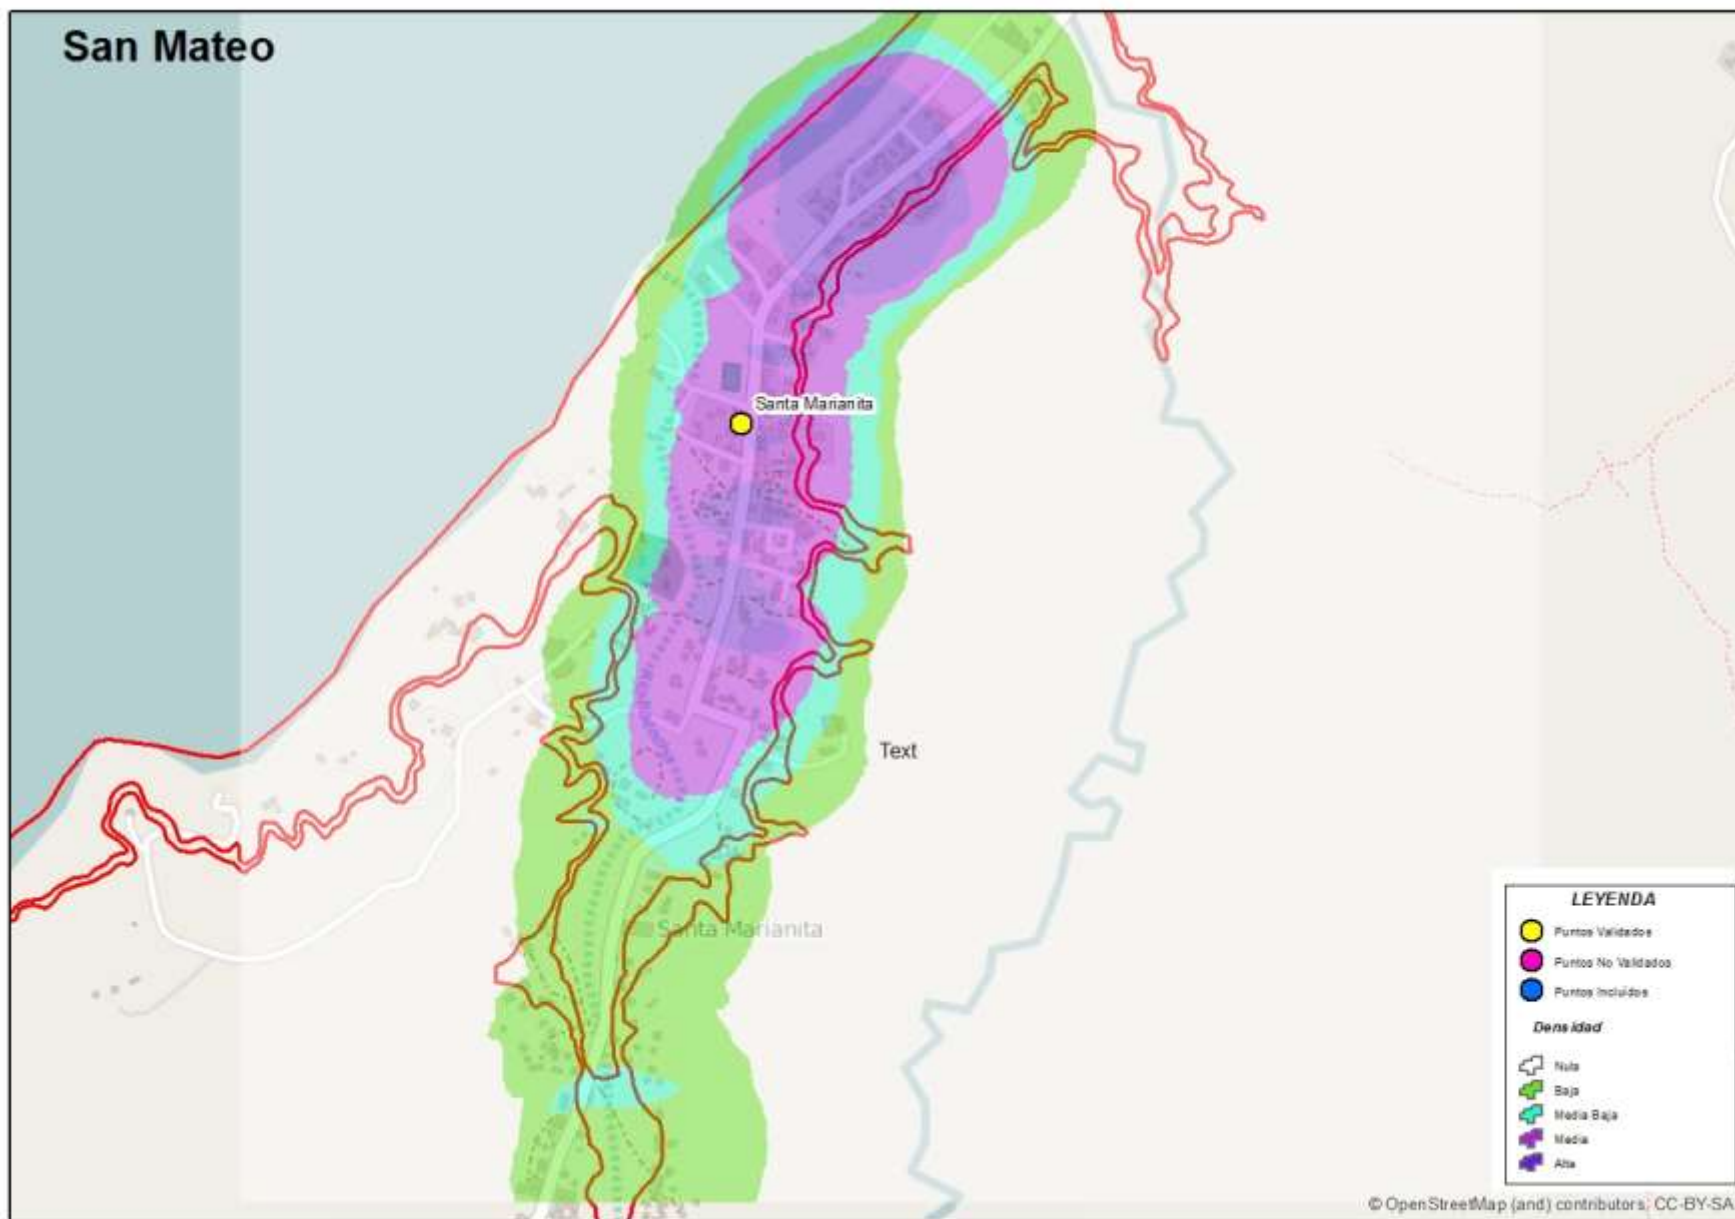 San Mateo
Santa Marianita
Text
Santa Marianita
LEYENDA
Puntos Validados
Puntos No Validados
Puntos Incluidos
Densidad
Nula
Baja
Media Baja
Media
Alta
© OpenStreetMap (and) contributors, CC-BY-SA